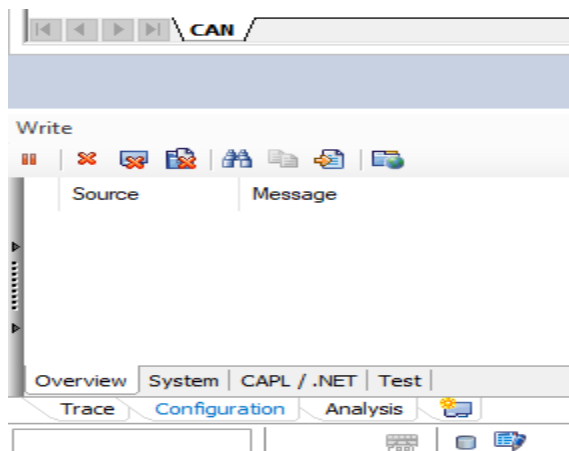 CAN
Write
Source Message
Overview System CAPL / .NET Test
Trace Configuration Analysis